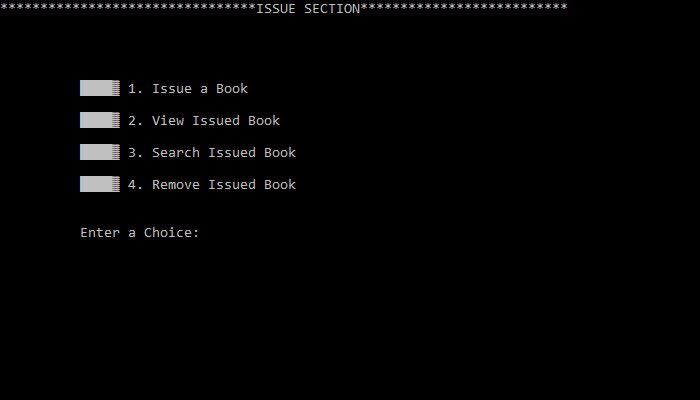 ********************************ISSUE SECTION**************************
1. Issue a Book
2. View Issued Book
3. Search Issued Book
4. Remove Issued Book
Enter a Choice: